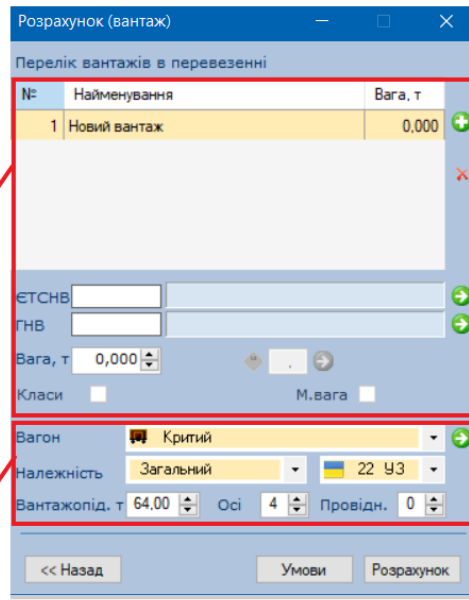 Розрахунок (вантаж)
Перелік вантажів в перевезенні
№ Найменування Вага, т
1 Новий вантаж 0,000
ЄТСНВ
ГНВ
Вага, т 0,000 .
Класи М.вага
Вагон Критий
Належність Загальний 22 УЗ
Вантажопід. т 64,00 Осі 4 Провідн. 0
<< Назад Умови Розрахунок